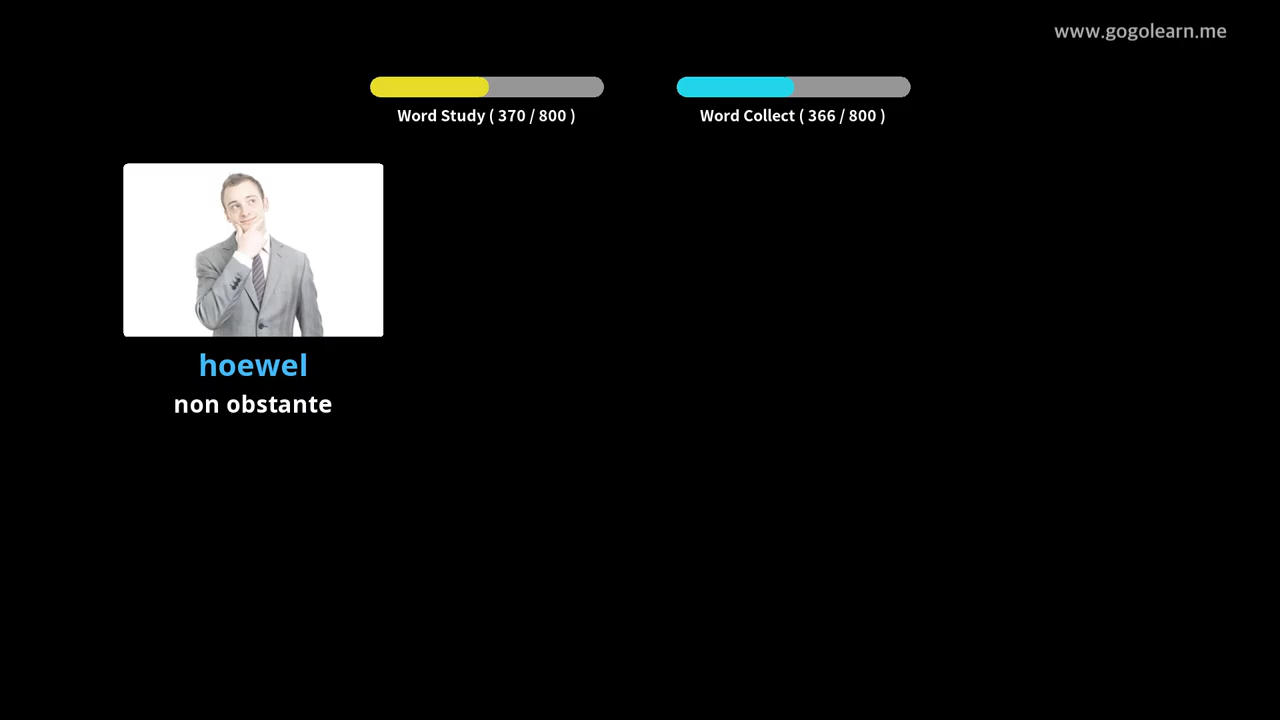 www.gogolearn.me
Word Study ( 370 / 800 )
Word Collect ( 366 / 800 )
hoewel
non obstante